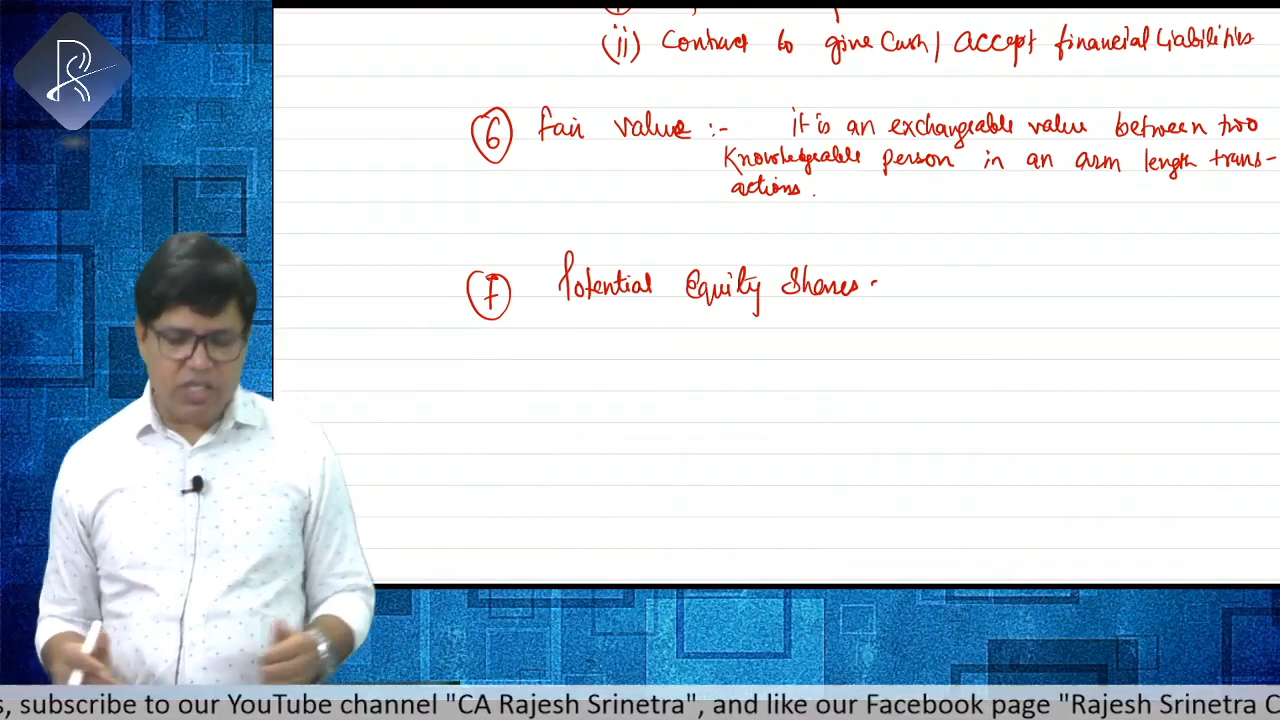 (ii) Contract to give Cash / Accept financial liabilities
⑥ fair value :- it is an exchangeable value between two
Knowledgeable person in an arm length trans-
actions.
⑦ Potential Equity Shares -
s, subscribe to our YouTube channel "CA Rajesh Srinetra", and like our Facebook page "Rajesh Srinetra C